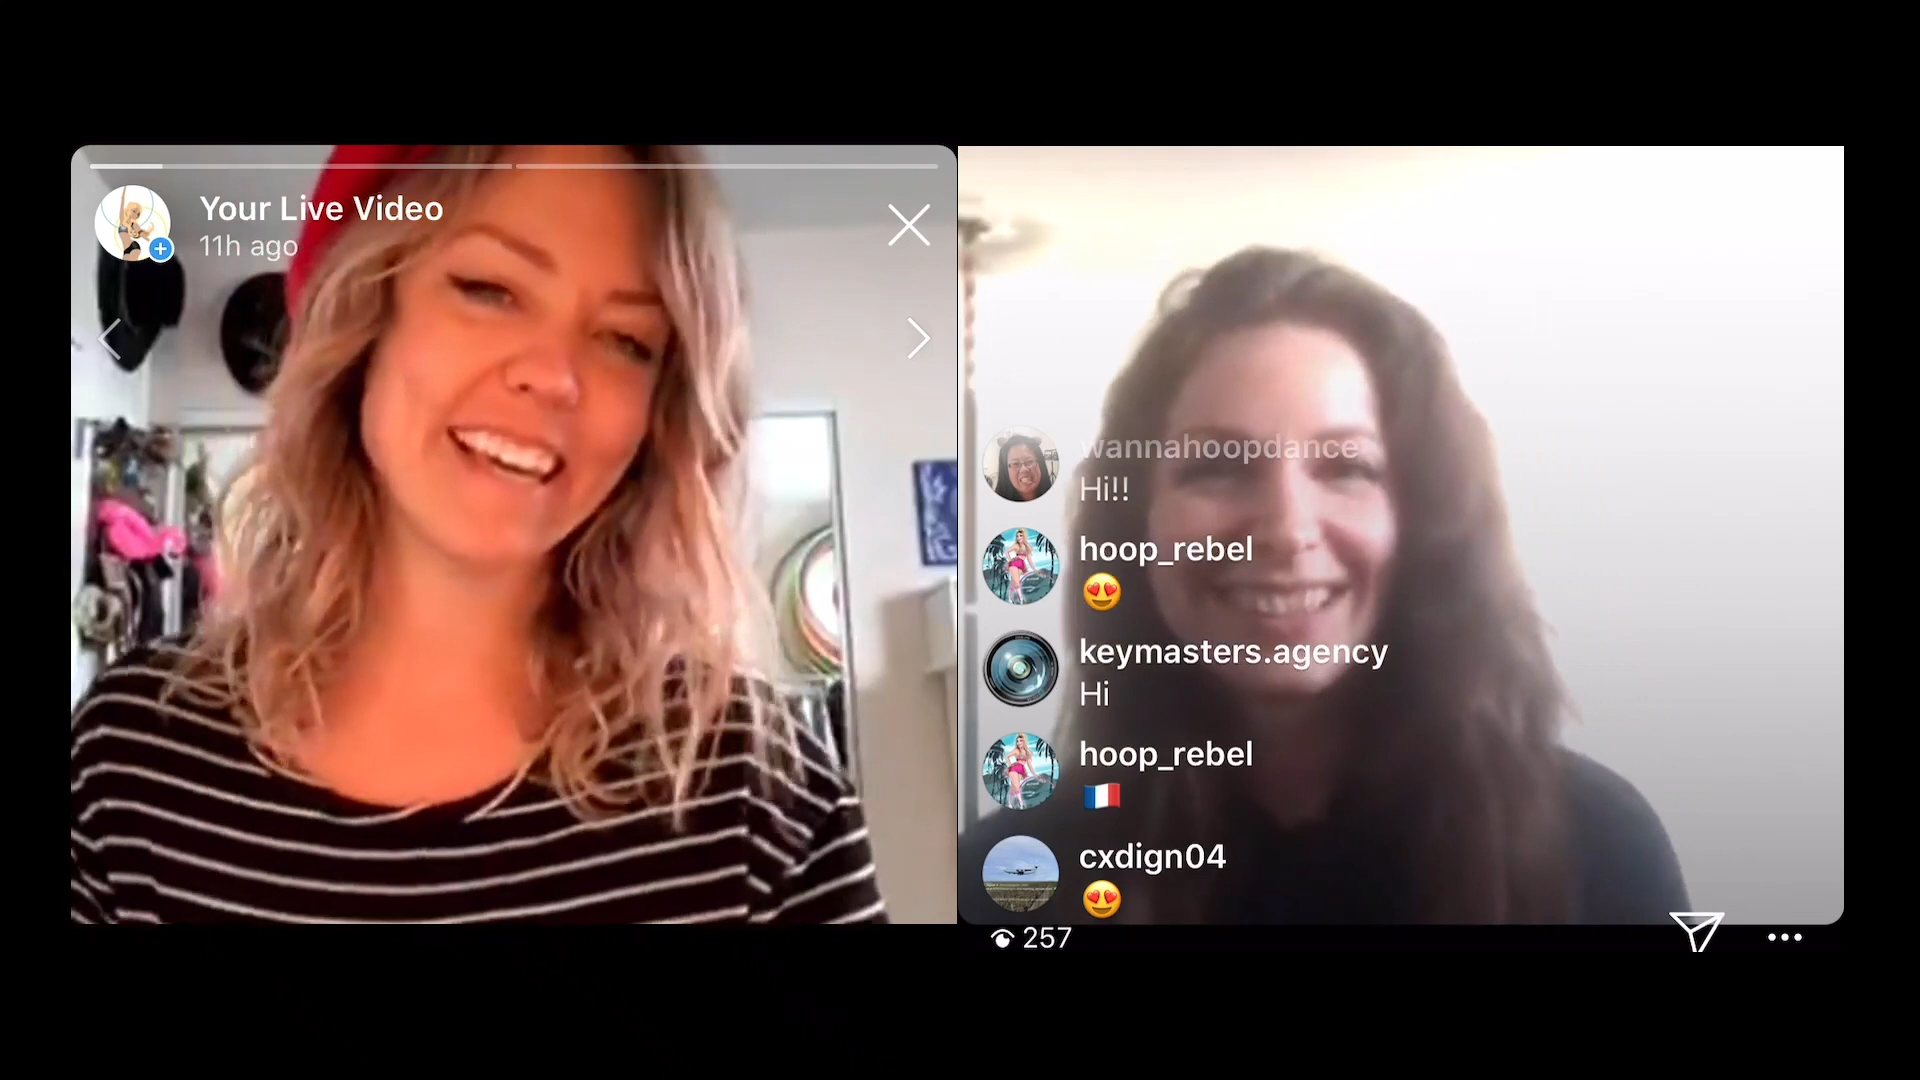 Your Live Video
11h ago
wannahoopdance
Hi!!
hoop_rebel
😍
keymasters.agency
Hi
hoop_rebel
🇫🇷
cxdign04
😍
257